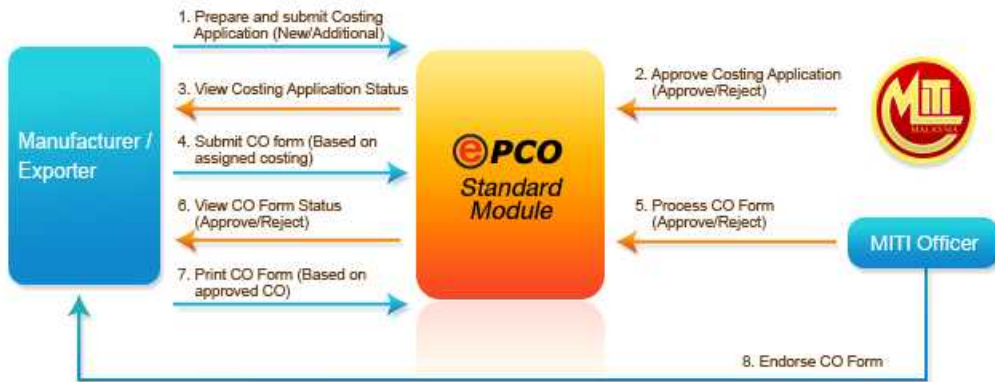 1. Prepare and submit Costing
Application (New/Additional)
3. View Costing Application Status
4. Submit CO form (Based on
assigned costing)
6. View CO Form Status
(Approve/Reject)
7. Print CO Form (Based on
approved CO)
Manufacturer /
Exporter
ePCO
Standard
Module
2. Approve Costing Application
(Approve/Reject)
MITI
MALAYSIA
5. Process CO Form
(Approve/Reject)
MITI Officer
8. Endorse CO Form